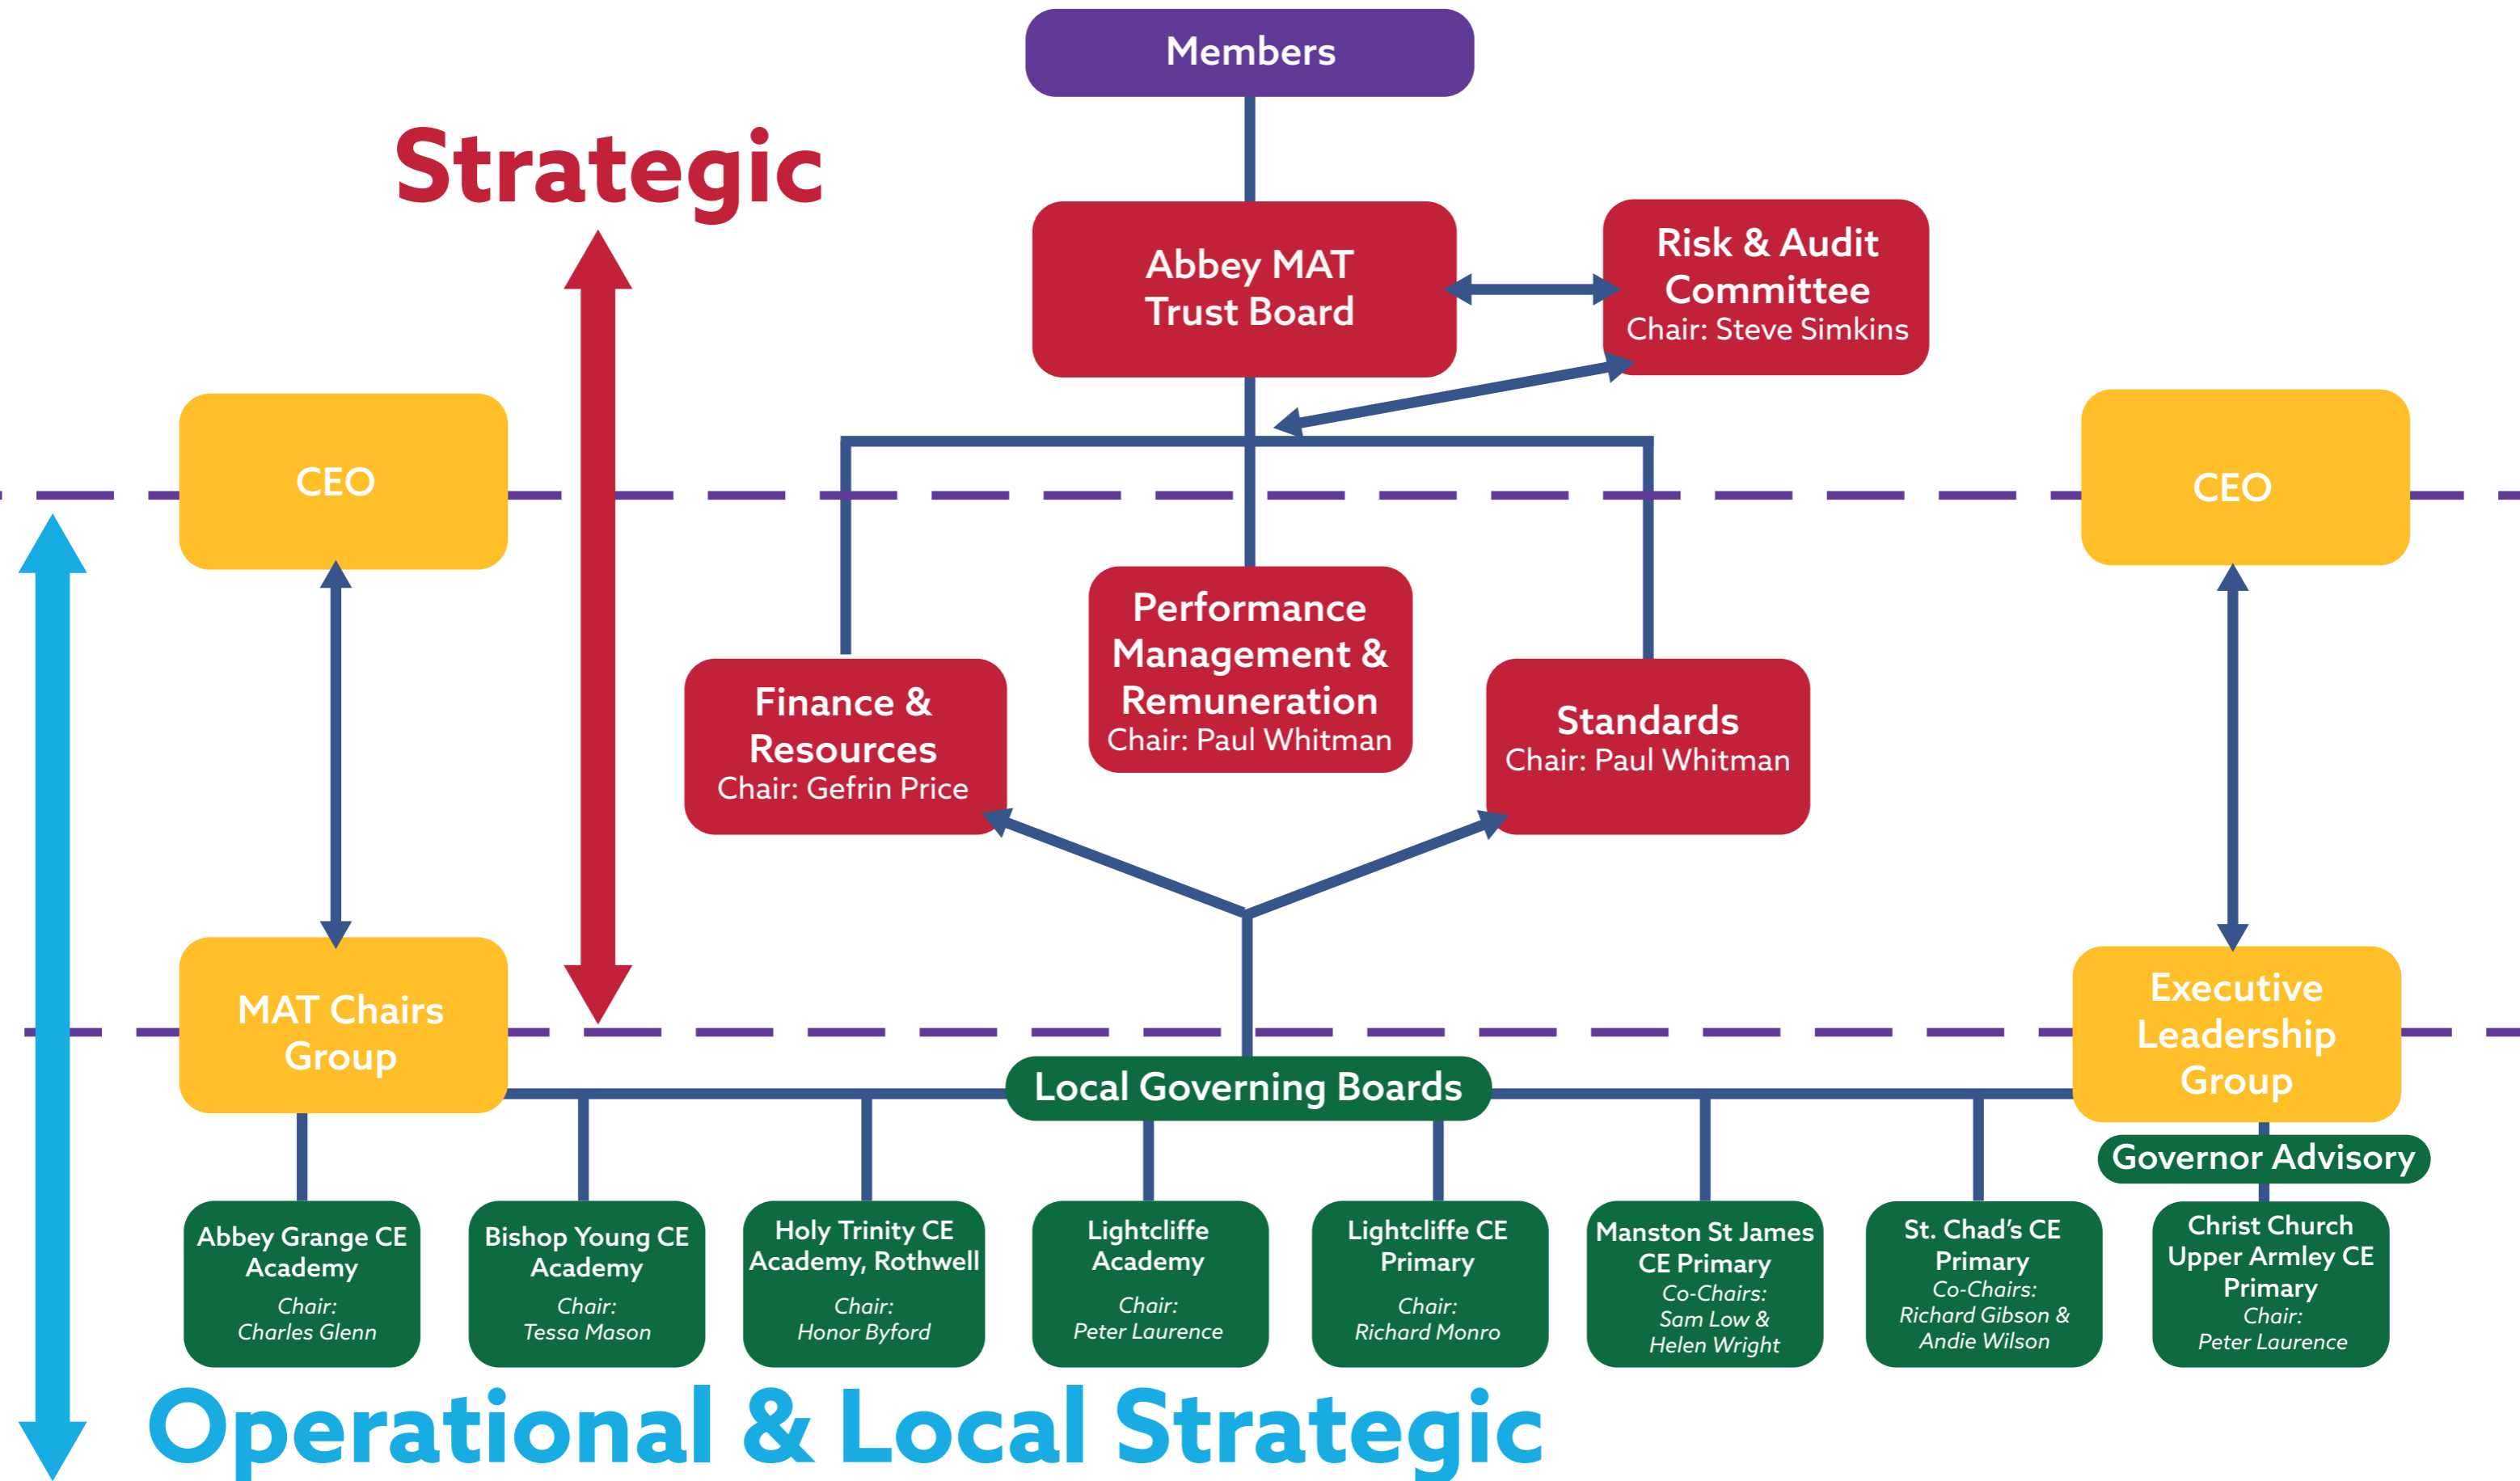 Members
Strategic
Abbey MAT
Trust Board
Risk & Audit
Committee
Chair: Steve Simkins
CEO
CEO
Performance
Management &
Remuneration
Chair: Paul Whitman
Finance &
Resources
Chair: Gefrin Price
Standards
Chair: Paul Whitman
MAT Chairs
Group
Executive
Leadership
Group
Local Governing Boards
Governor Advisory
Abbey Grange CE
Academy
Chair:
Charles Glenn
Bishop Young CE
Academy
Chair:
Tessa Mason
Holy Trinity CE
Academy, Rothwell
Chair:
Honor Byford
Lightcliffe
Academy
Chair:
Peter Laurence
Lightcliffe CE
Primary
Chair:
Richard Monro
Manston St James
CE Primary
Co-Chairs:
Sam Low &
Helen Wright
St. Chad’s CE
Primary
Co-Chairs:
Richard Gibson &
Andie Wilson
Christ Church
Upper Armley CE
Primary
Chair:
Peter Laurence
Operational & Local Strategic